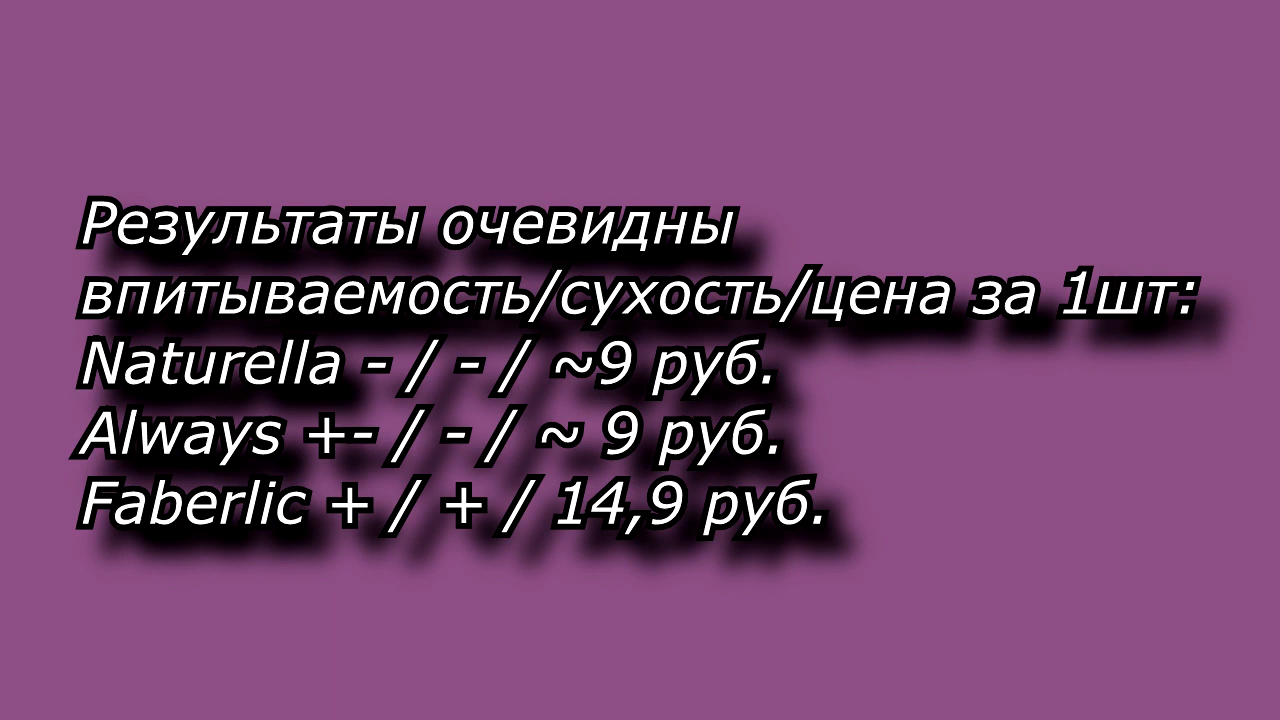 Результаты очевидны
впитываемость/сухость/цена за 1шт:
Naturella - / - / ~9 руб.
Always +- / - / ~ 9 руб.
Faberlic + / + / 14,9 руб.